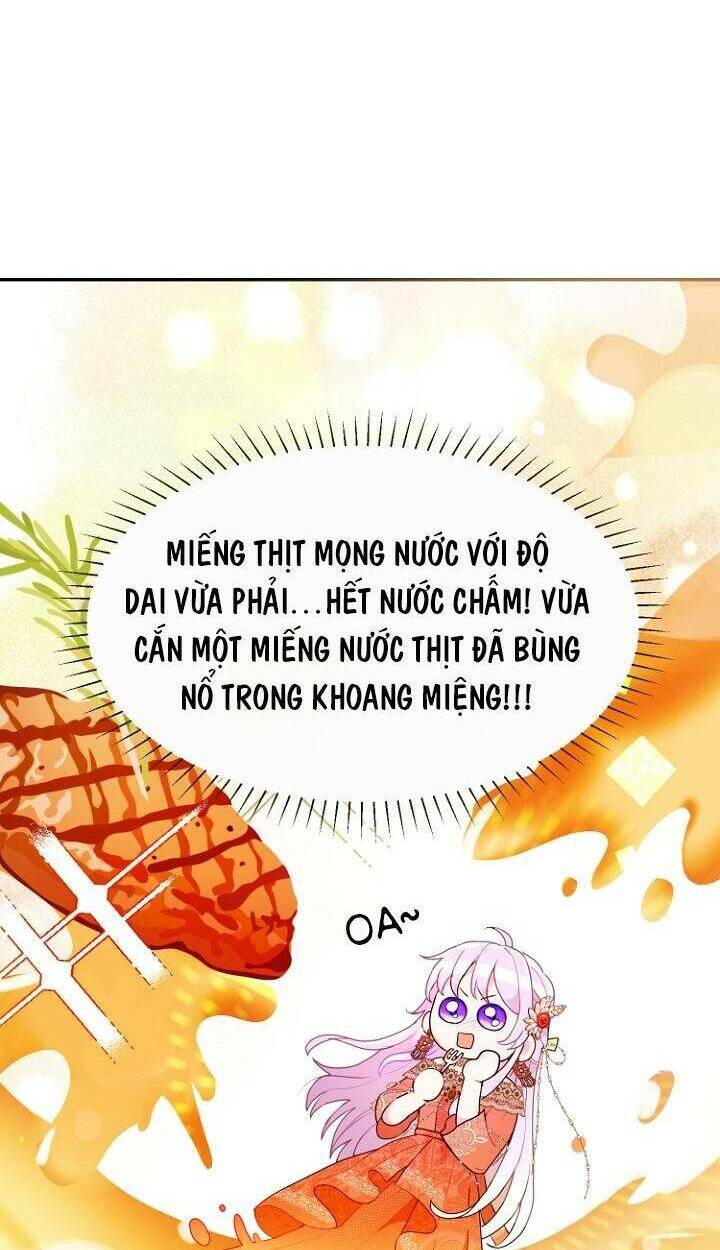 MIẾNG THỊT MỌNG NƯỚC VỚI ĐỘ
DAI VỪA PHẢI...HẾT NƯỚC CHẤM! VỪA
CẮN MỘT MIẾNG NƯỚC THỊT ĐÃ BÙNG
NỔ TRONG KHOANG MIỆNG!!!
OA~